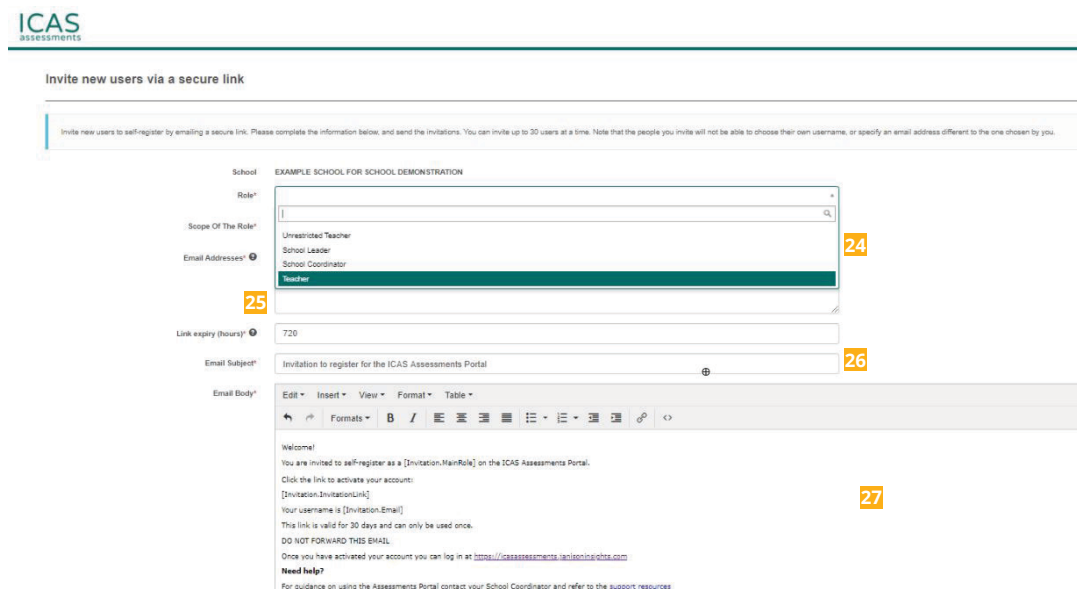 ICAS
assessments
Invite new users via a secure link
Invite new users to self-register by emailing a secure link. Please complete the information below, and send the invitations. You can invite up to 30 users at a time. Note that the people you invite will not be able to choose their own username, or specify an email address different to the one chosen by you.
School EXAMPLE SCHOOL FOR SCHOOL DEMONSTRATION
Role*
Scope Of The Role*
Unrestricted Teacher
24
School Leader
Email Addresses*
School Coordinator
Teacher
25
Link expiry (hours)* 720
Email Subject* Invitation to register for the ICAS Assessments Portal
26
Email Body* Edit Insert View Format Table
Formats B I
Welcome!
You are invited to self-register as a [Invitation.MainRole] on the ICAS Assessments Portal.
Click the link to activate your account:
[Invitation.InvitationLink]
27
Your username is [Invitation.Email]
This link is valid for 30 days and can only be used once.
DO NOT FORWARD THIS EMAIL
Once you have activated your account you can log in at https://icasassessments.janisoninsights.com
Need help?
For guidance on using the Assessments Portal contact your School Coordinator and refer to the support resources